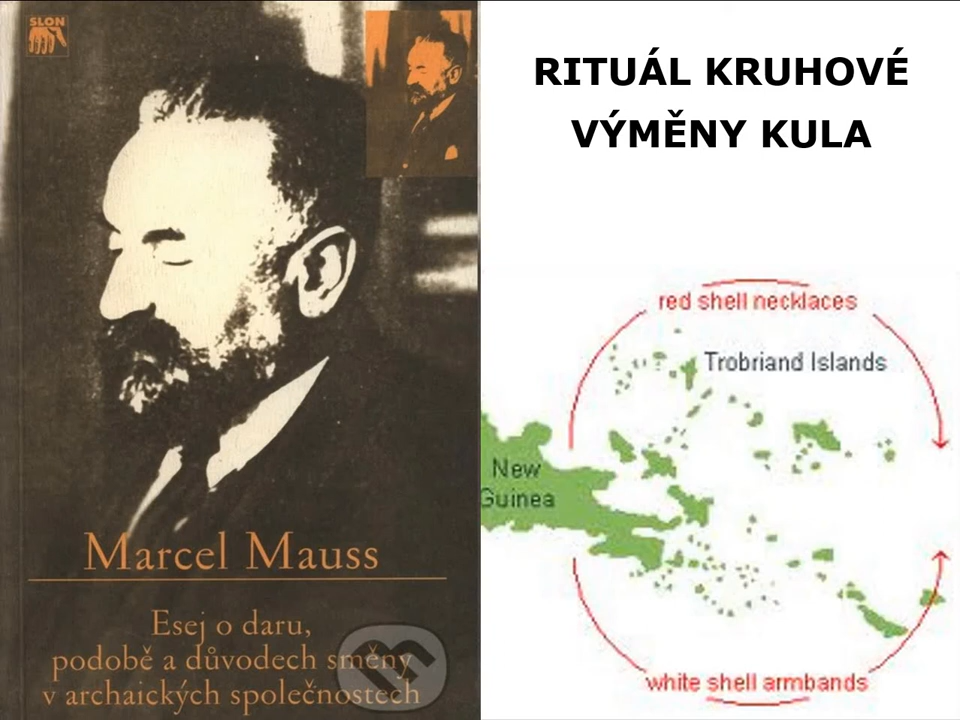 SLON
Marcel Mauss
Esej o daru,
podobě a důvodech směny
v archaických společnostech
RITUÁL KRUHOVÉ
VÝMĚNY KULA
red shell necklaces
Trobriand Islands
New
Guinea
white shell armbands